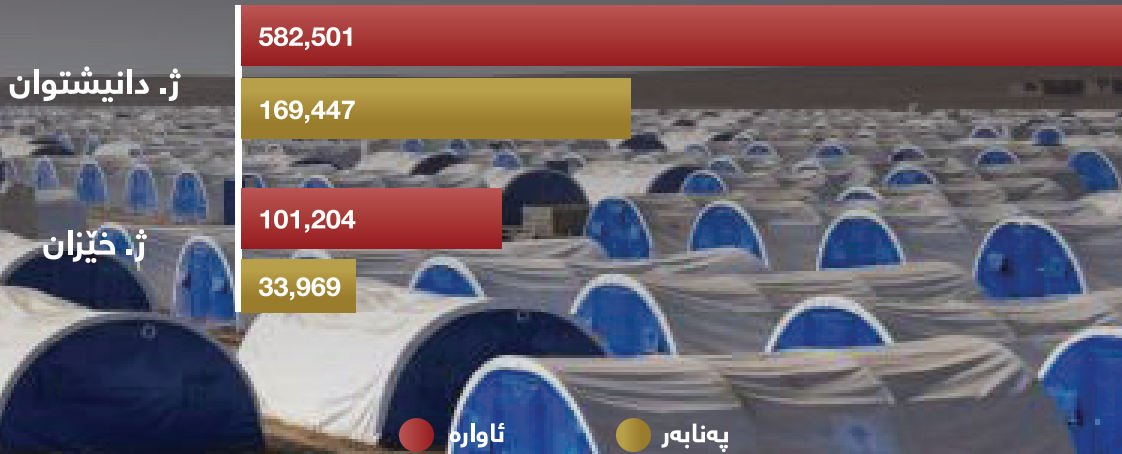 582,501
ژ. دانیشتوان
169,447
101,204
ژ. خێزان
33,969
ئاوارە
پەنابەر